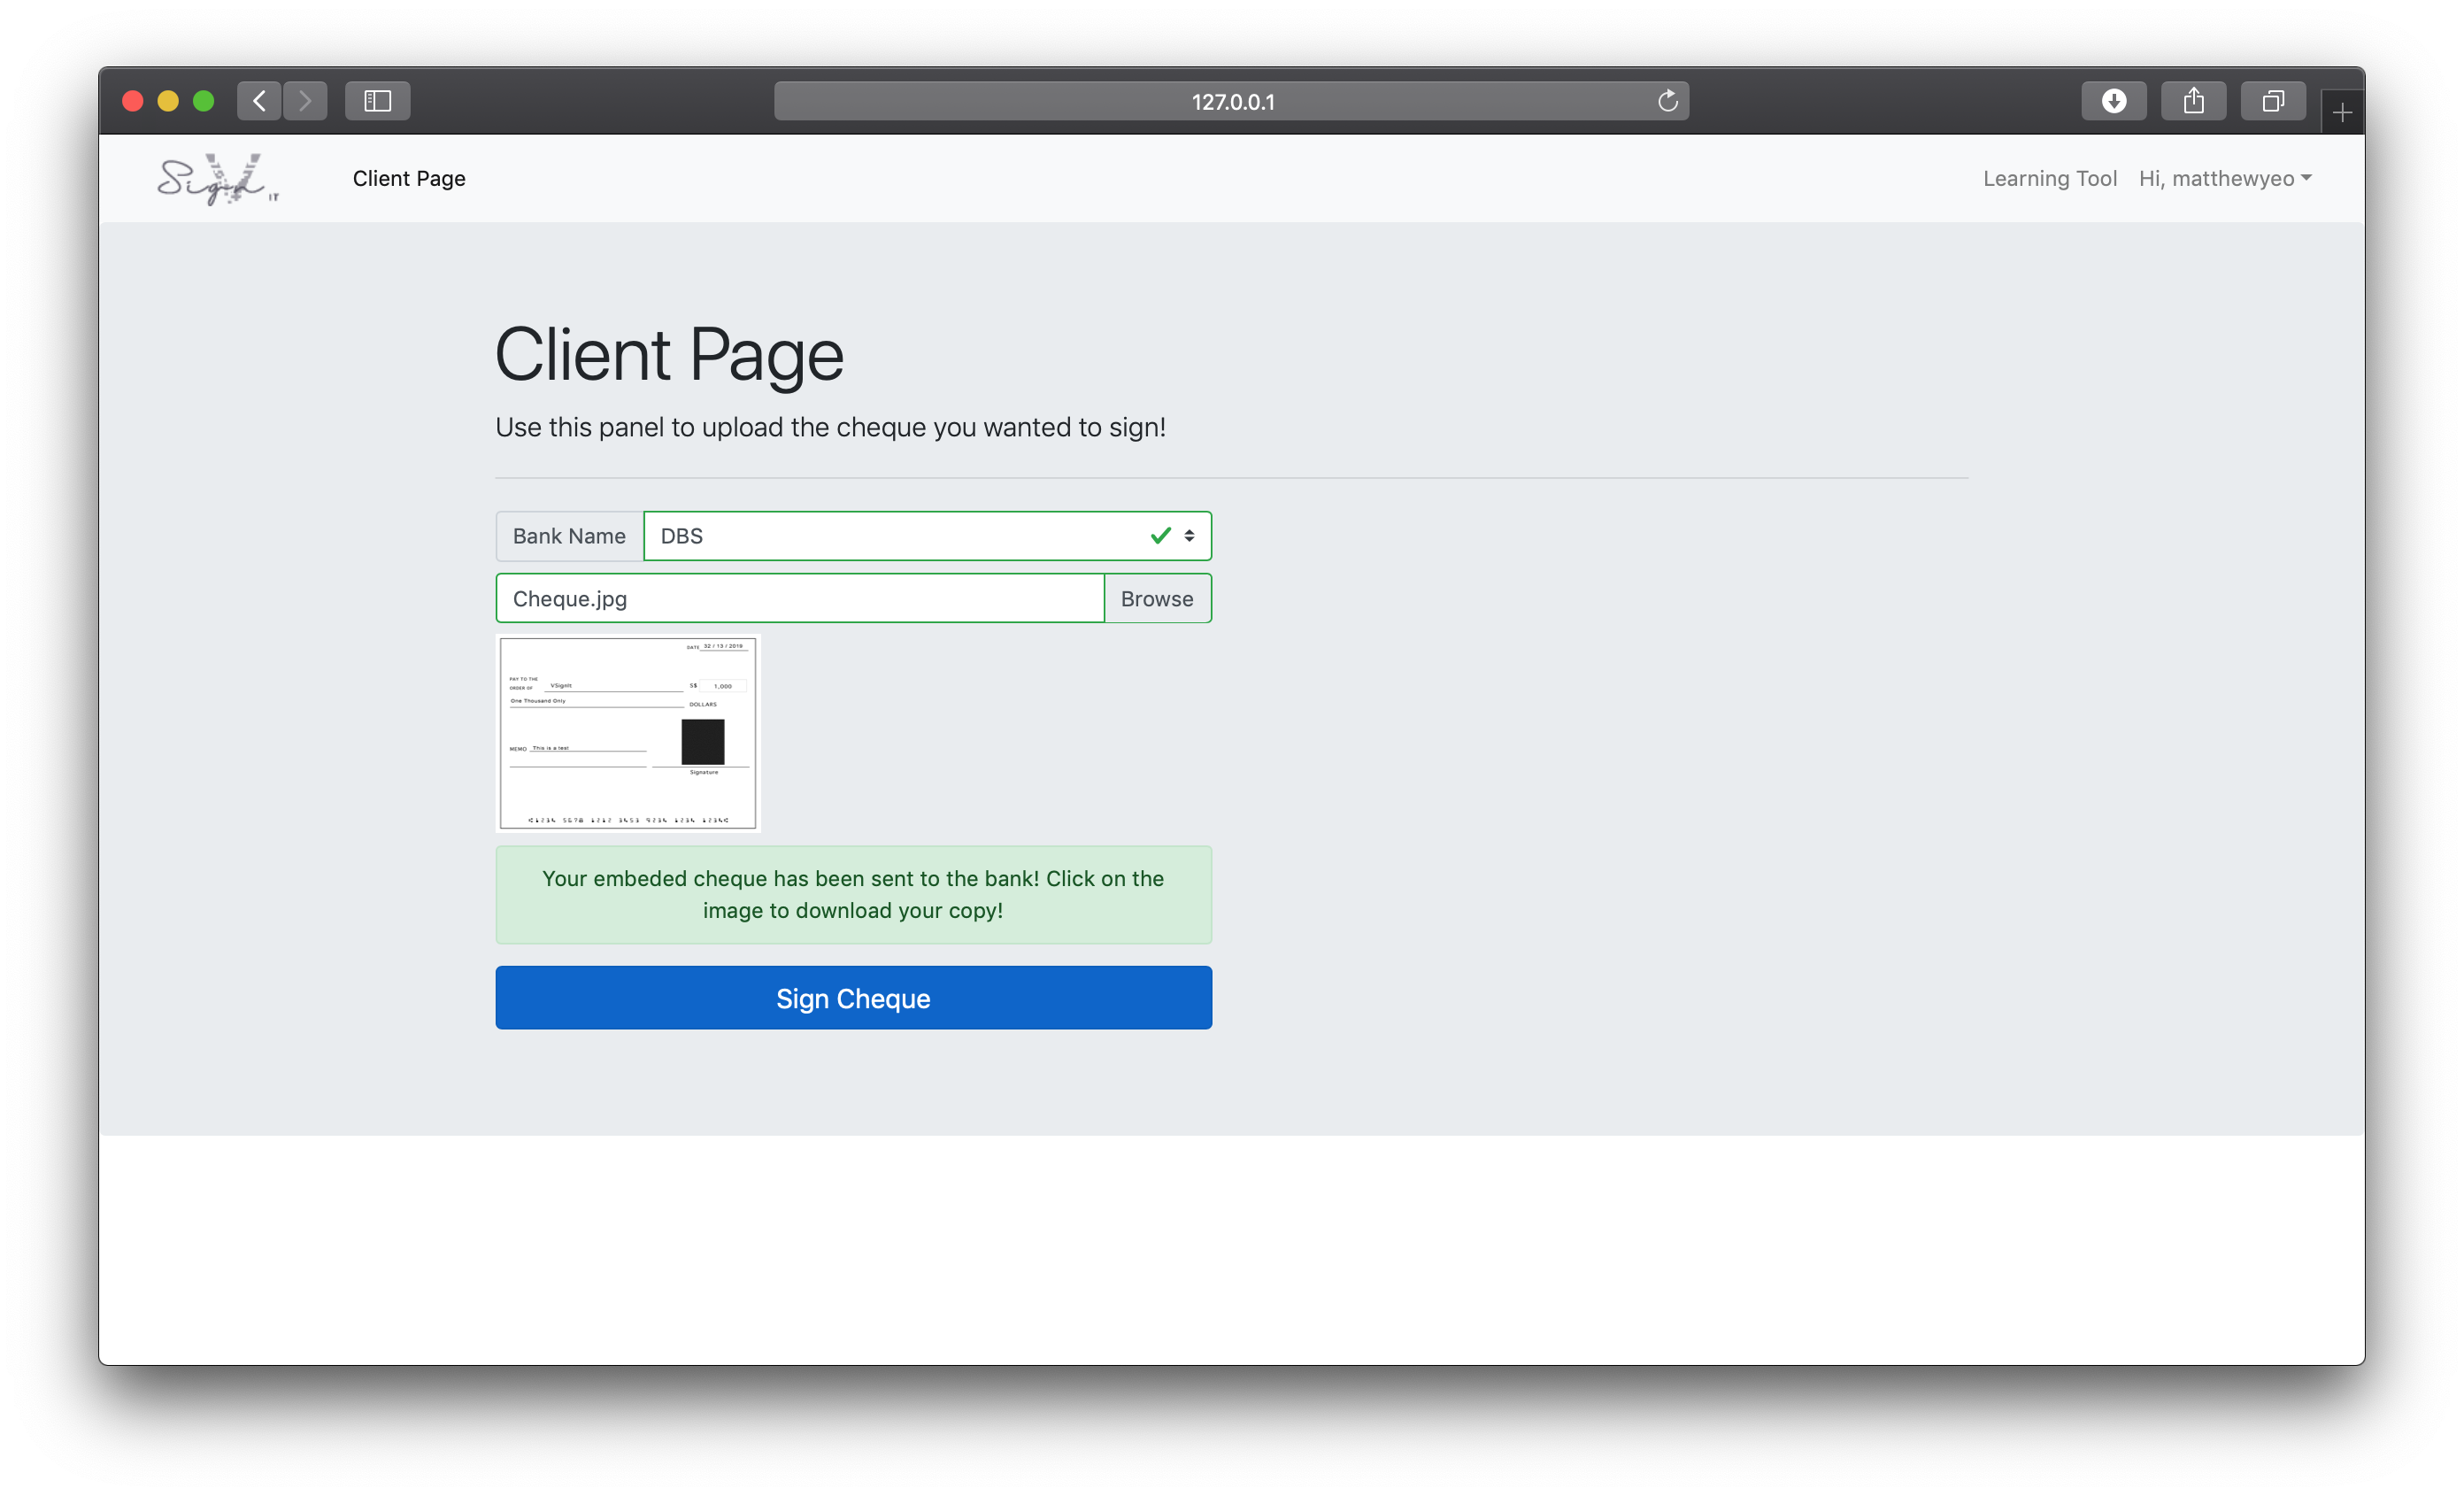 127.0.0.1
Sign V IT
Client Page
Learning Tool
Hi, matthewyeo
Client Page
Use this panel to upload the cheque you wanted to sign!
Bank Name
DBS
Cheque.jpg
Browse
DATE 32 / 13 / 2019
PAY TO THE
ORDER OF VSignIt S$ 1,000
One Thousand Only DOLLARS
MEMO This is a test
Signature
Your embeded cheque has been sent to the bank! Click on the
image to download your copy!
Sign Cheque